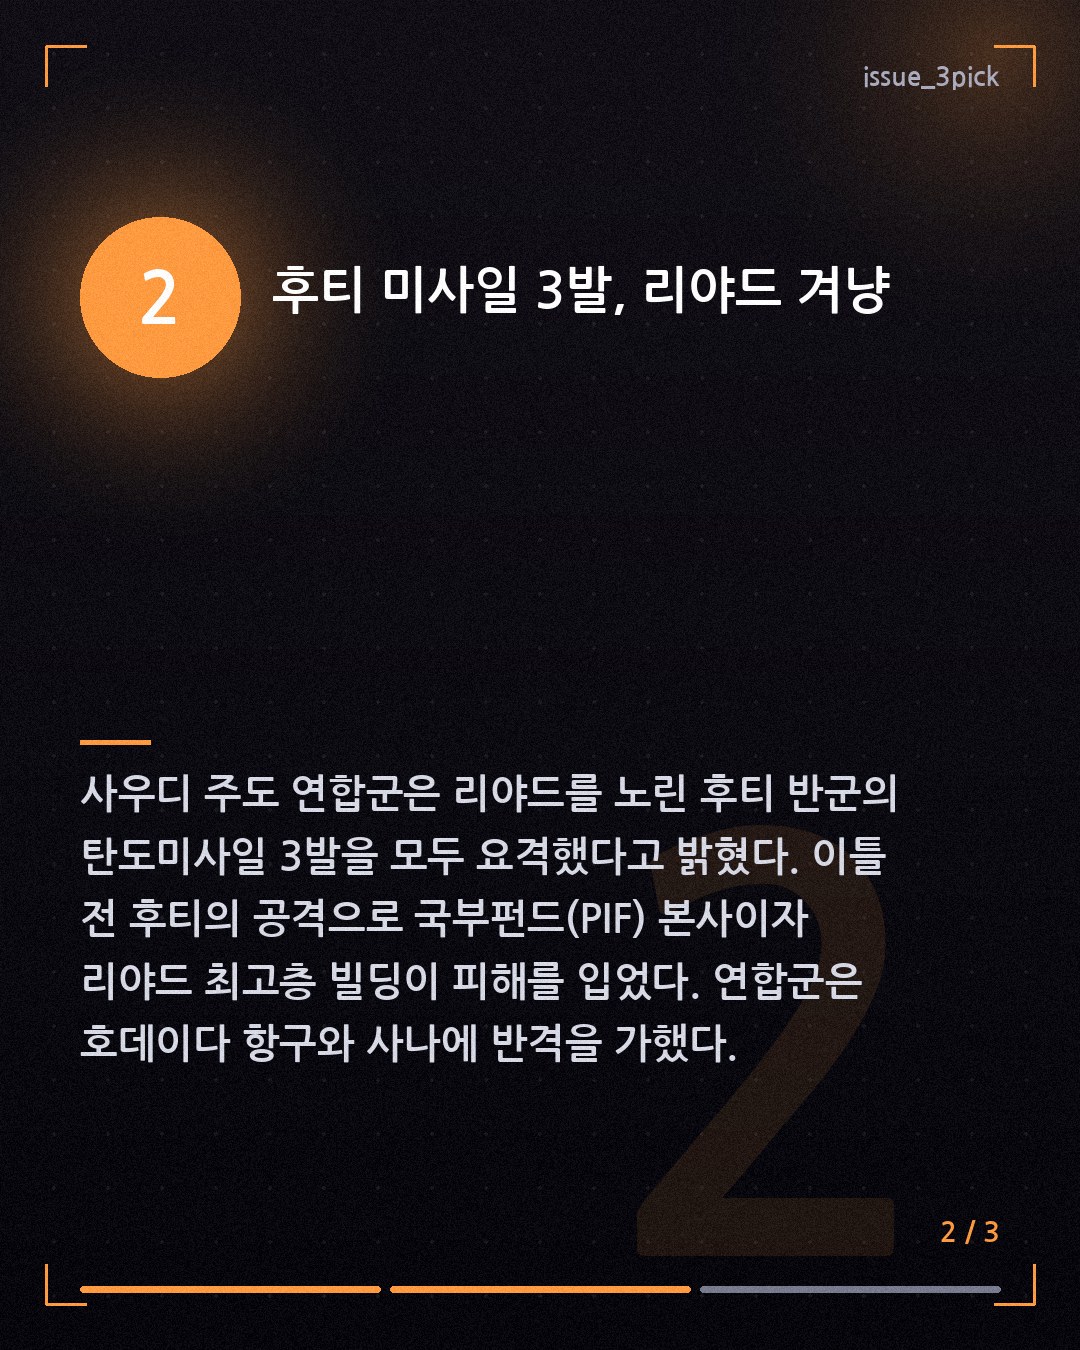 issue_3pick
2
후티 미사일 3발, 리야드 겨냥
사우디 주도 연합군은 리야드를 노린 후티 반군의
탄도미사일 3발을 모두 요격했다고 밝혔다. 이틀
전 후티의 공격으로 국부펀드(PIF) 본사이자
리야드 최고층 빌딩이 피해를 입었다. 연합군은
호데이다 항구와 사나에 반격을 가했다.
2
2 / 3